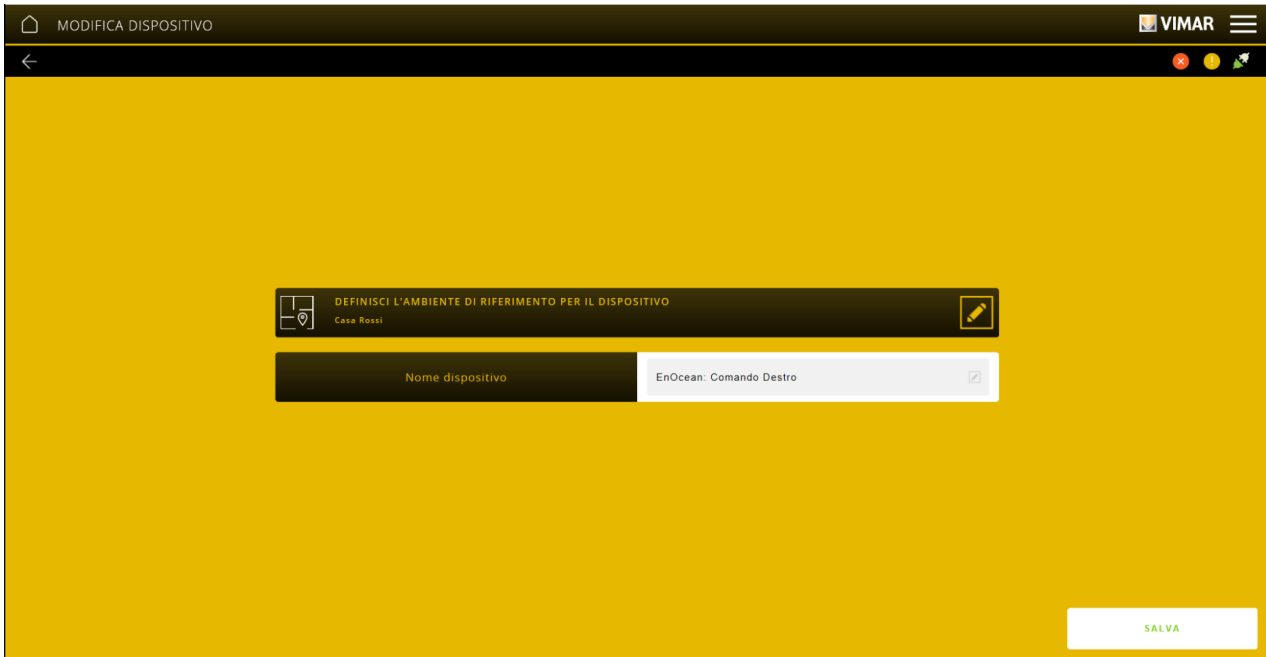 MODIFICA DISPOSITIVO
VIMAR
DEFINISCI L'AMBIENTE DI RIFERIMENTO PER IL DISPOSITIVO
Casa Rossi
Nome dispositivo
EnOcean: Comando Destro
SALVA